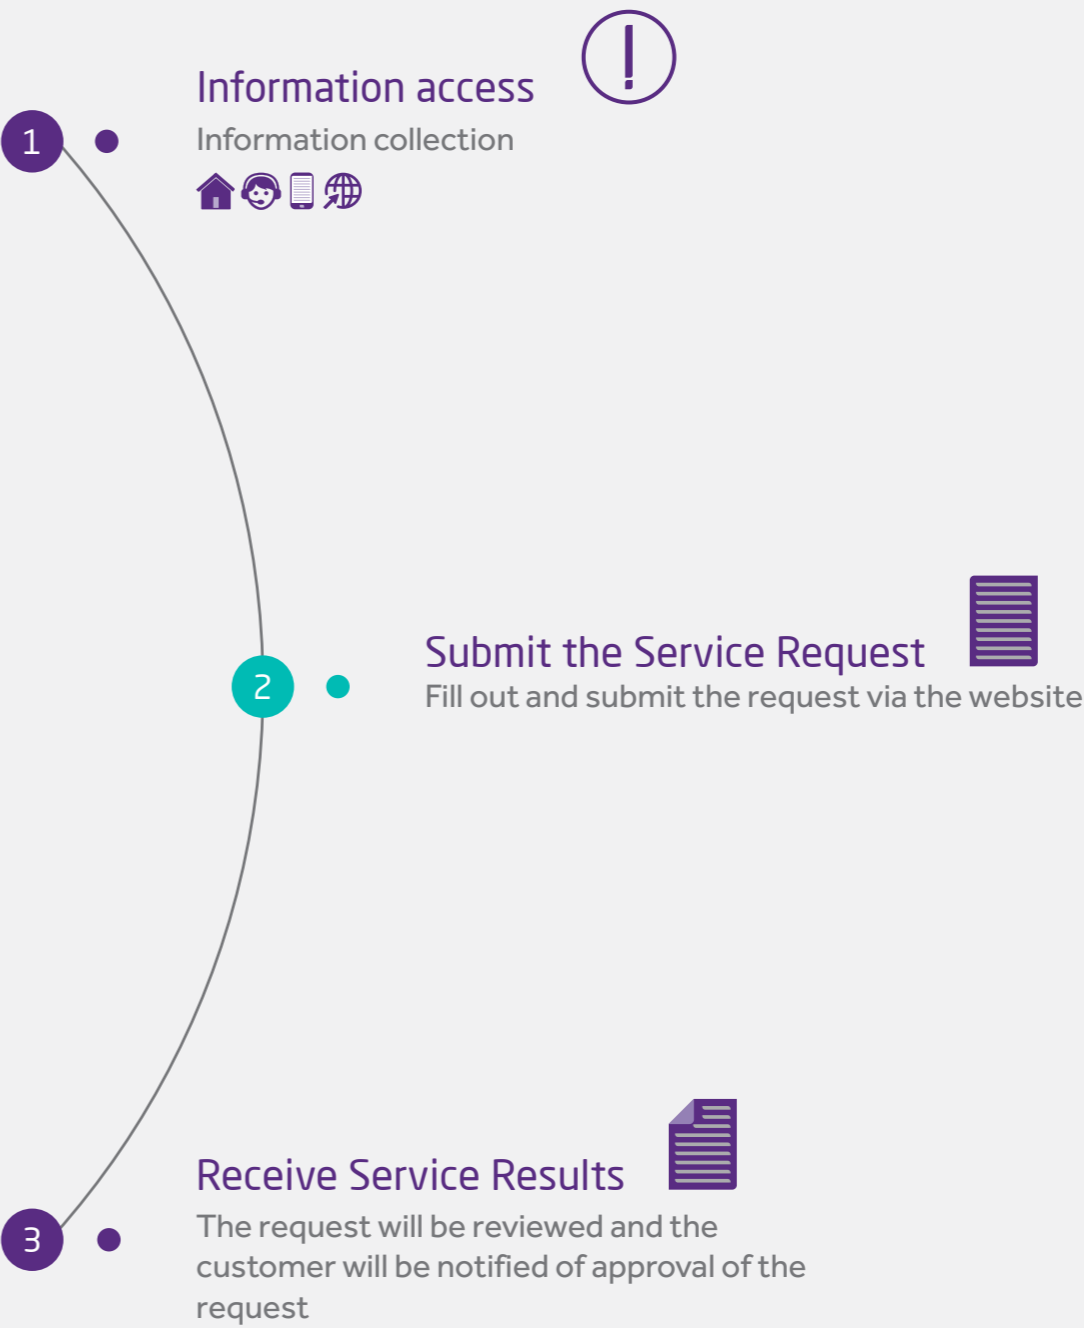 1
Information access
Information collection
2
Submit the Service Request
Fill out and submit the request via the website
3
Receive Service Results
The request will be reviewed and the
customer will be notified of approval of the
request